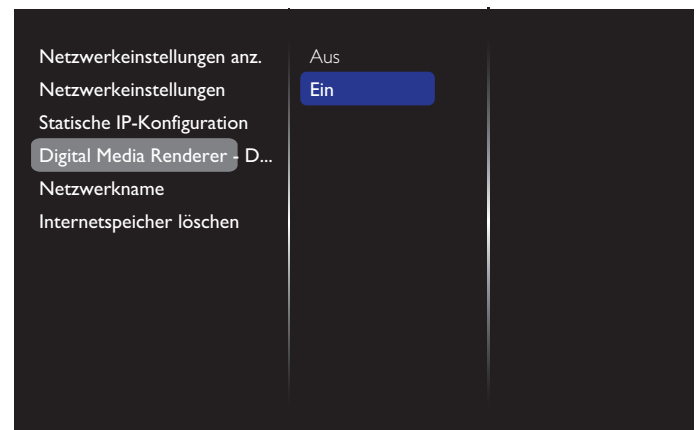 Netzwerkeinstellungen anz.
Netzwerkeinstellungen
Statische IP-Konfiguration
Digital Media Renderer - D...
Netzwerkname
Internetspeicher löschen
Aus
Ein